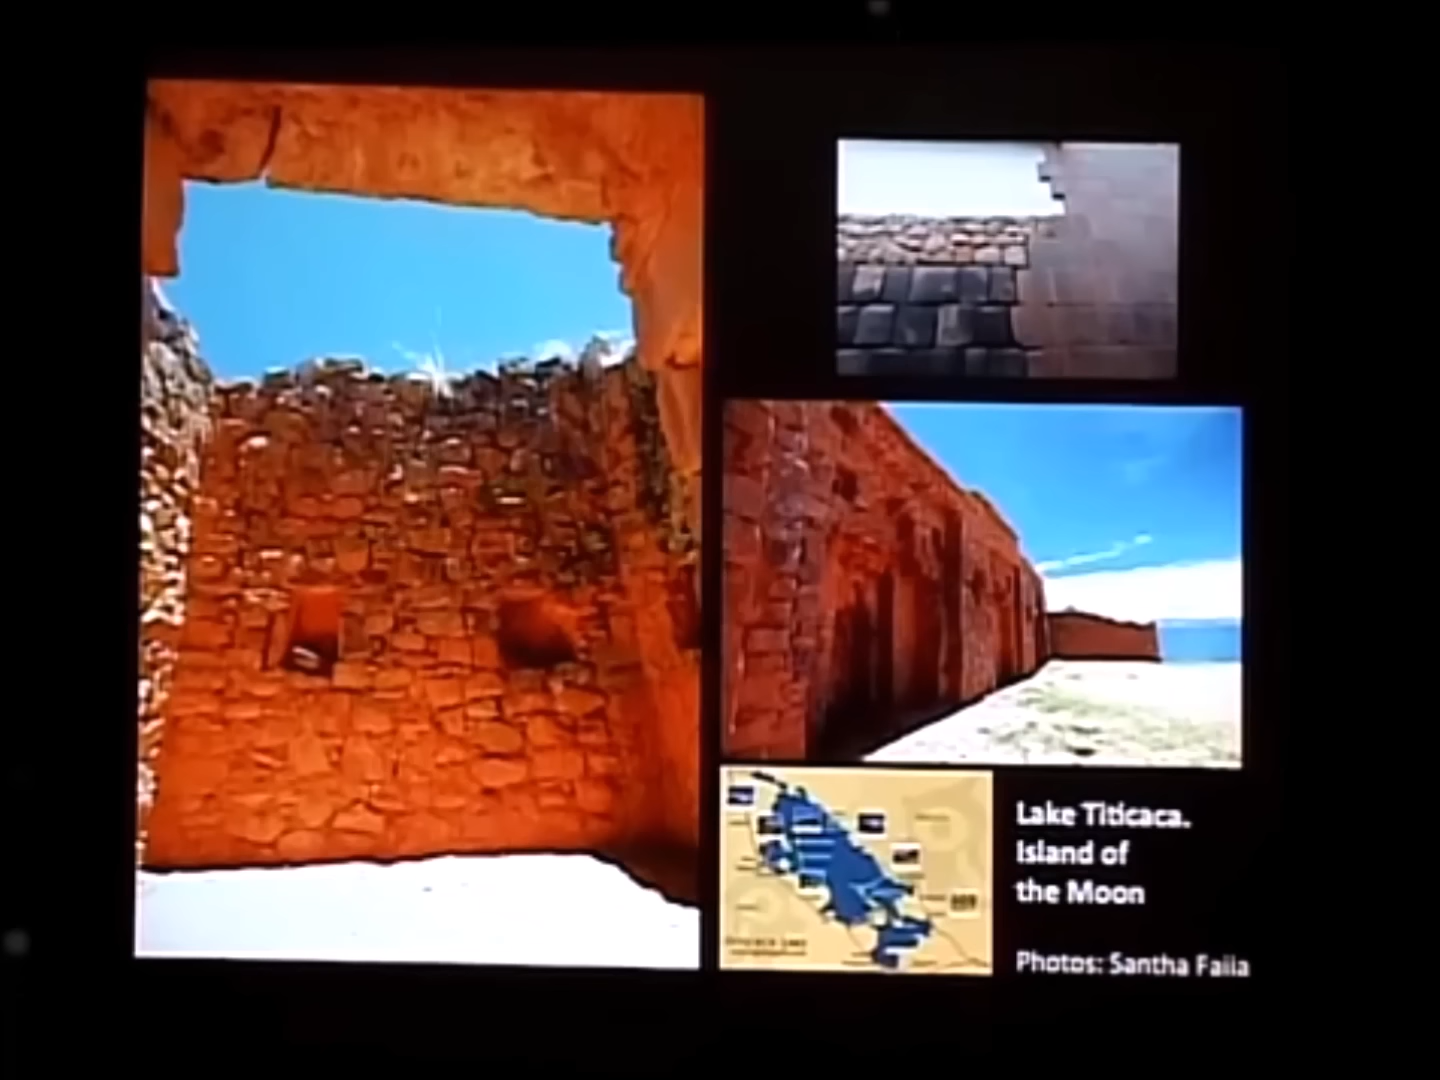 Lake Titicaca.
Island of
the Moon
Photos: Santha Faiia